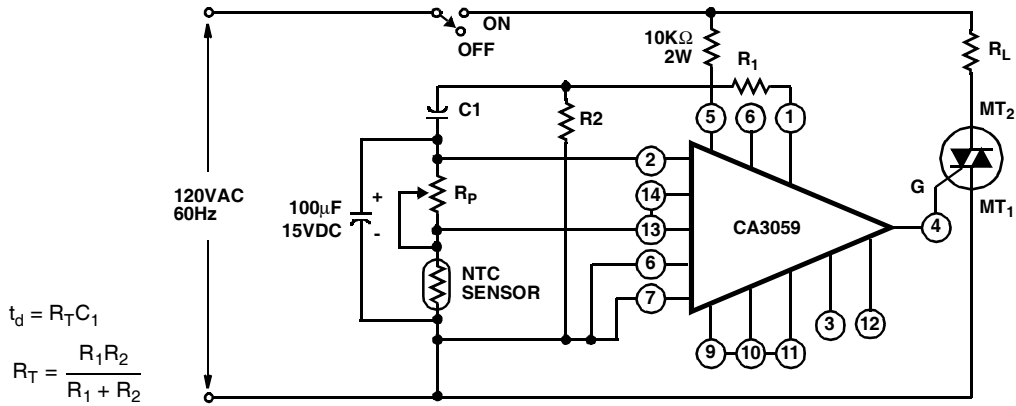 ON
OFF
10KΩ
2W
R1
RL
C1
R2
5
6
1
MT2
2
120VAC
60Hz
100μF
15VDC
+
-
RP
14
13
CA3059
G
4
MT1
NTC
SENSOR
6
7
td = RTC1
RT = R1R2 / R1 + R2
9
10
11
3
12